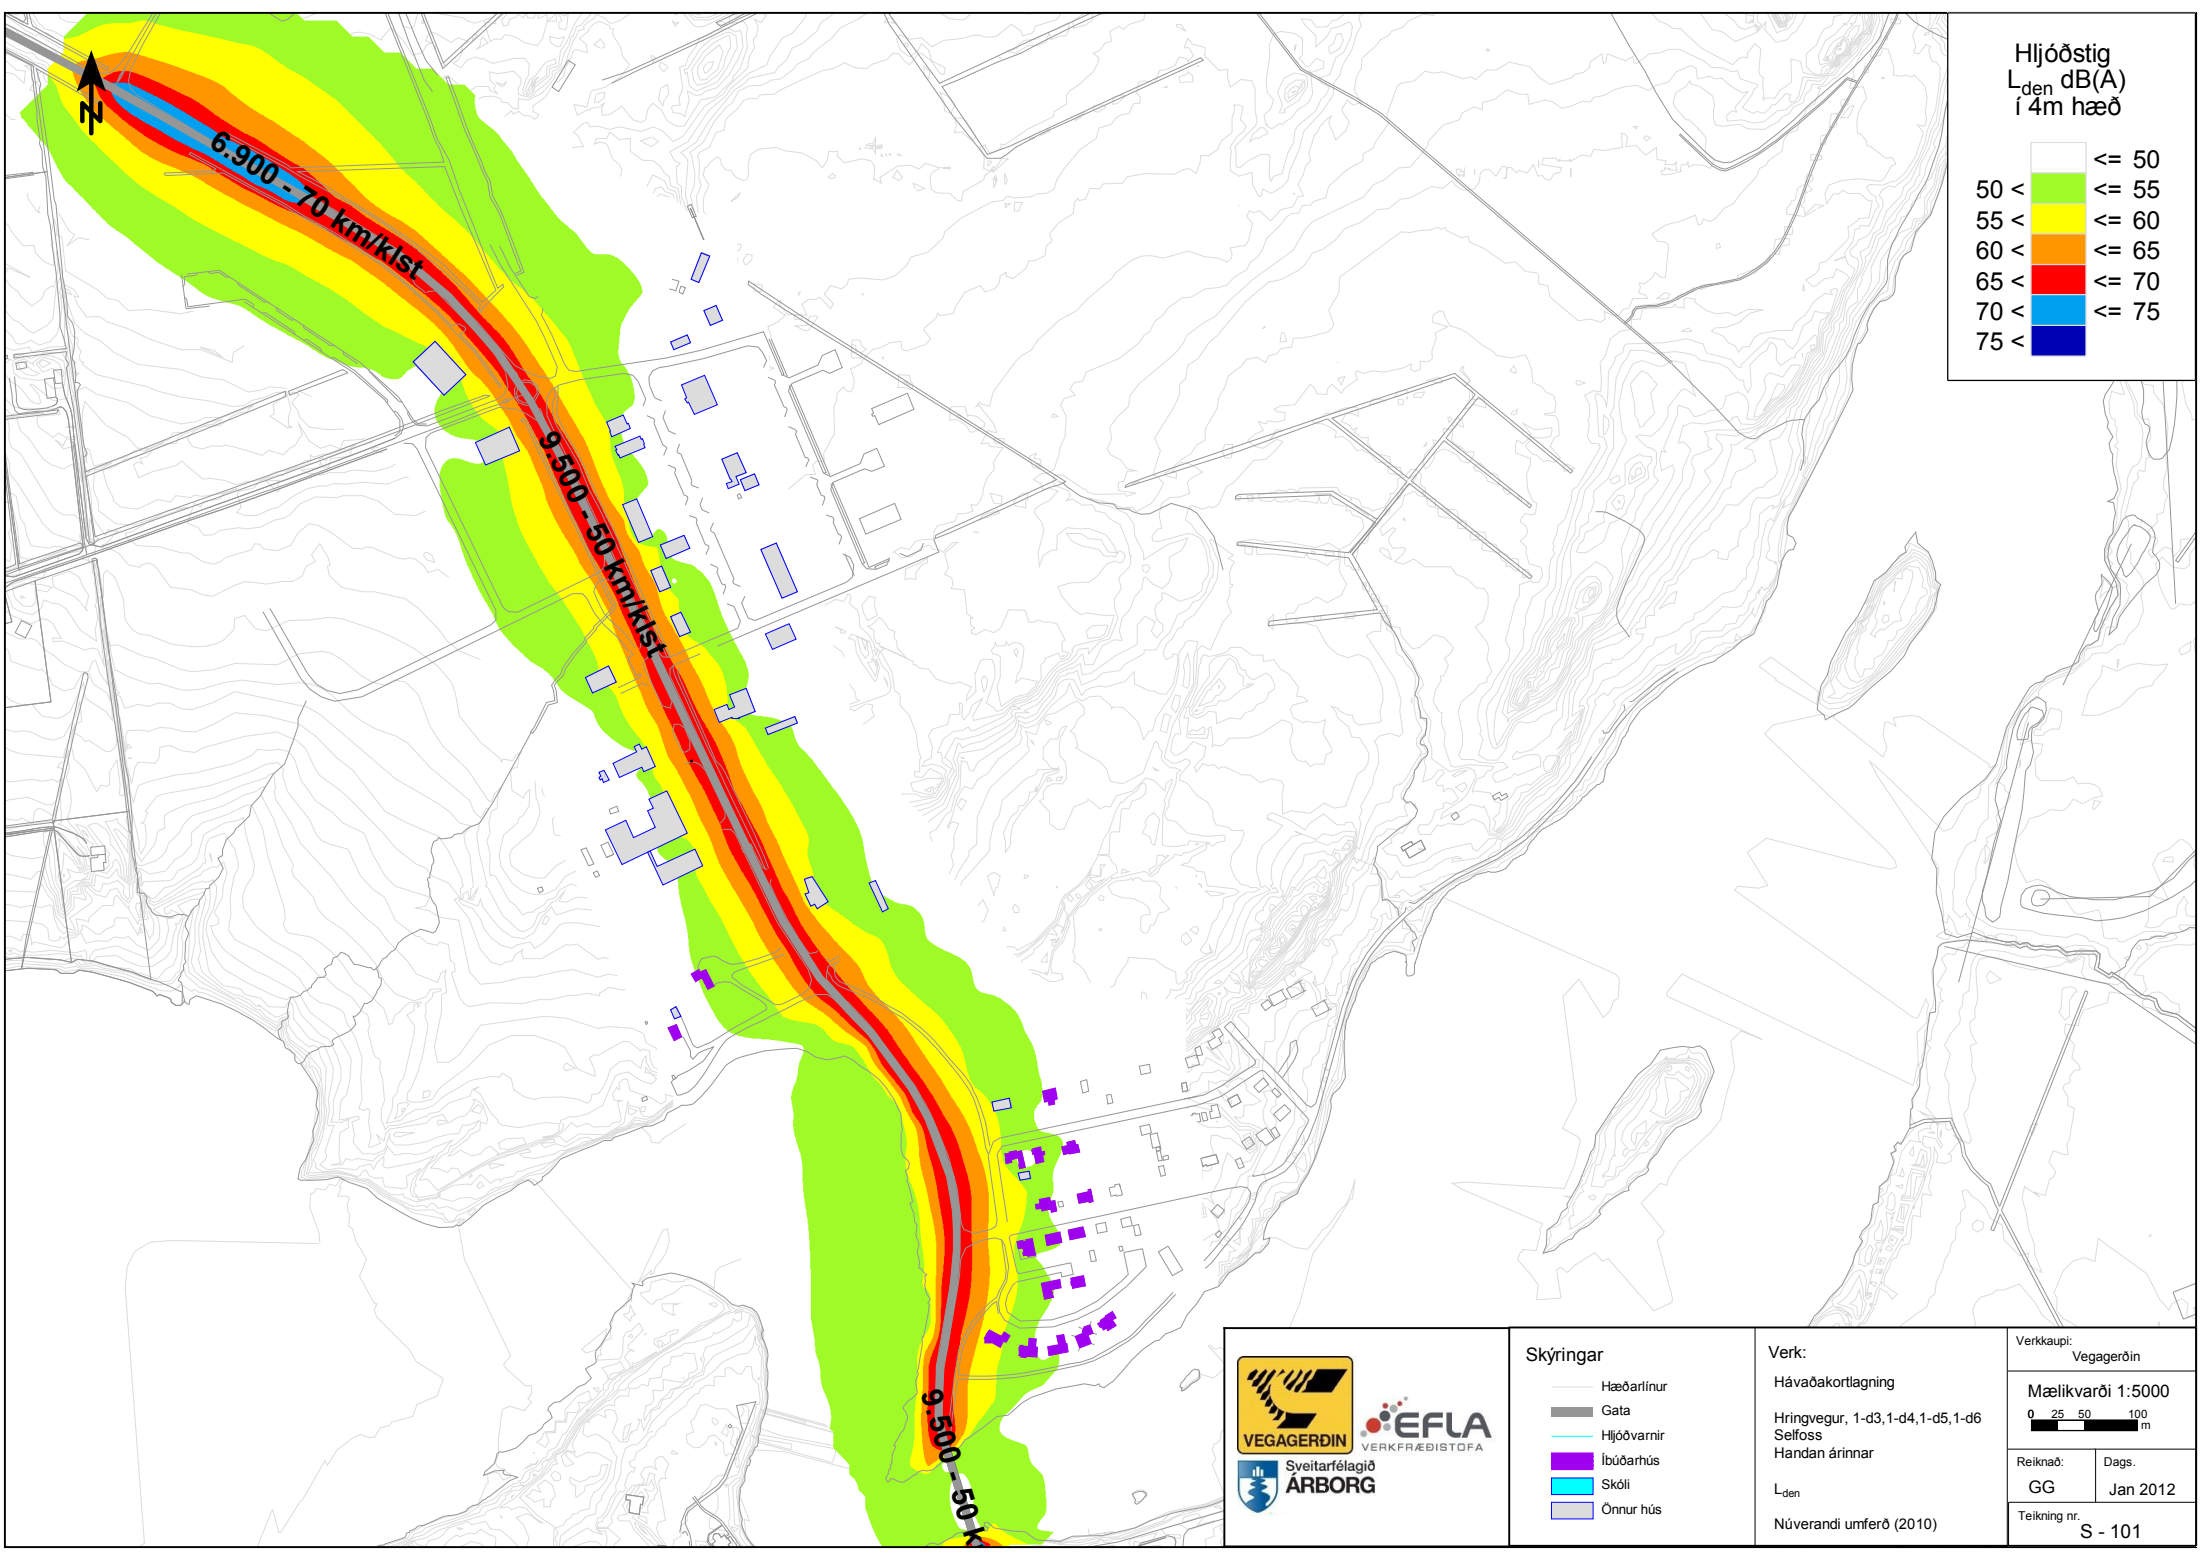 N
6.900 - 70 km/klst
9.500 - 50 km/klst
9.500 - 50 k
Hljóðstig
Lden dB(A)
í 4m hæð
<= 50
50 < <= 55
55 < <= 60
60 < <= 65
65 < <= 70
70 < <= 75
75 <
VEGAGERÐIN
EFLA
VERKFRÆÐISTOFA
Sveitarfélagið
ÁRBORG
Skýringar
Hæðarlínur
Gata
Hljóðvarnir
Íbúðarhús
Skóli
Önnur hús
Verk:
Hávaðakortlagning
Hringvegur, 1-d3,1-d4,1-d5,1-d6
Selfoss
Handan árinnar
Lden
Núverandi umferð (2010)
Verkkaupi:
Vegagerðin
Mælikvarði 1:5000
0 25 50 100
m
Reiknað:
GG
Dags.
Jan 2012
Teikning nr.
S - 101